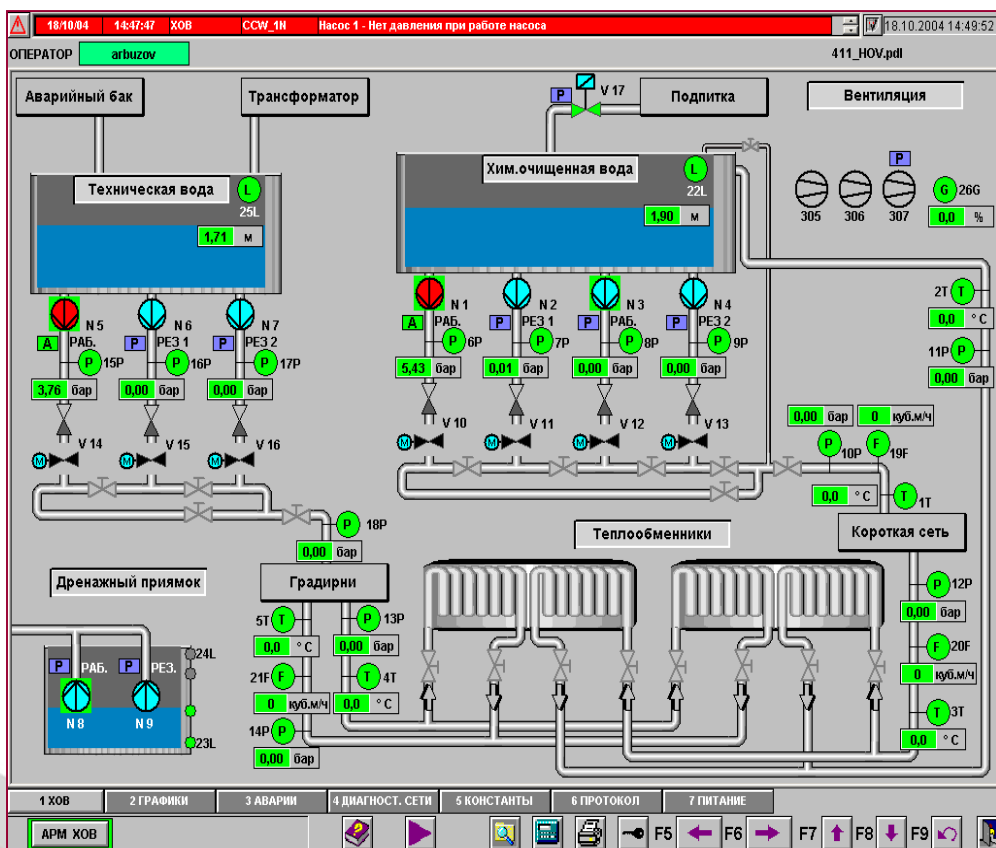 18/10/04 14:47:47 ХОВ CCW_1N Насос 1 - Нет давления при работе насоса 18.10.2004 14:49:52
ОПЕРАТОР arbuzov 411_HOV.pdl
Аварийный бак Трансформатор P V 17 Подпитка Вентиляция
Техническая вода L 25L
1,71 м
Хим.очищенная вода L 22L
1,90 м
P
305 306 307
G 26G
0,0 %
N 5 N 6 N 7
A РАБ. P РЕЗ 1 P РЕЗ 2
P 15P P 16P P 17P
3,76 бар 0,00 бар 0,00 бар
V 14 V 15 V 16
M M M
N 1 N 2 N 3 N 4
A РАБ. P РЕЗ 1 P РАБ. P РЕЗ 2
P 6P P 7P P 8P P 9P
5,43 бар 0,01 бар 0,00 бар 0,00 бар
V 10 V 11 V 12 V 13
M M M M
2T T
0,0 °C
11P P
0,00 бар
0,00 бар 0 куб.м/ч
P 10P F 19F
0,0 °C T 1T
P 18P
0,00 бар
Теплообменники
Короткая сеть
Дренажный приямок
Градирни
5T T P 13P
0,0 °C 0,00 бар
21F F T 4T
0 куб.м/ч 0,0 °C
14P P
0,00 бар
P 12P
0,00 бар
F 20F
0 куб.м/ч
T 3T
0,0 °C
24L
P РАБ. P РЕЗ.
N 8 N 9
23L
1 ХОВ 2 ГРАФИКИ 3 АВАРИИ 4 ДИАГНОСТ. СЕТИ 5 КОНСТАНТЫ 6 ПРОТОКОЛ 7 ПИТАНИЕ
АРМ ХОВ F5 F6 F7 F8 F9